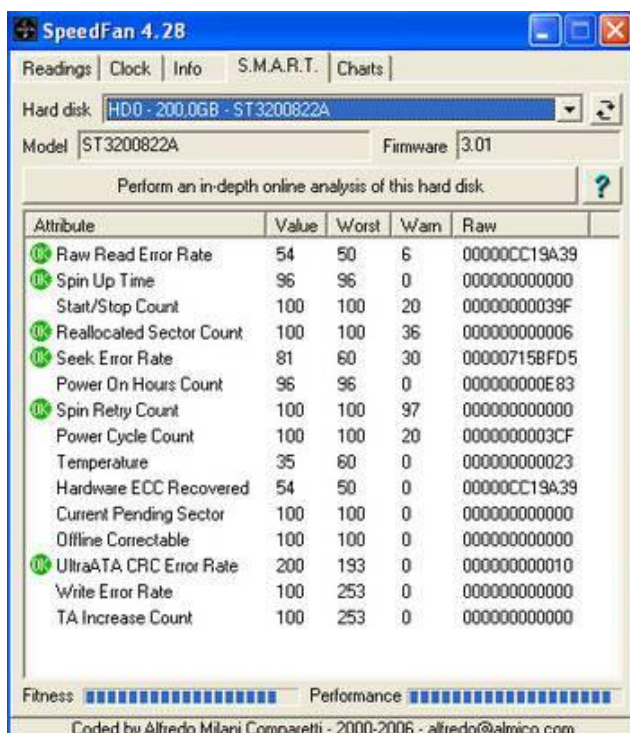 SpeedFan 4.28
Readings Clock Info S.M.A.R.T. Charts
Hard disk HD0 - 200,0GB - ST3200822A
Model ST3200822A Firmware 3.01
Perform an in-depth online analysis of this hard disk ?
Attribute Value Worst Warn Raw
OK Raw Read Error Rate 54 50 6 00000CC19A39
OK Spin Up Time 96 96 0 000000000000
Start/Stop Count 100 100 20 00000000039F
OK Reallocated Sector Count 100 100 36 000000000006
OK Seek Error Rate 81 60 30 00000715BFD5
Power On Hours Count 96 96 0 000000000E83
OK Spin Retry Count 100 100 97 000000000000
Power Cycle Count 100 100 20 0000000003CF
Temperature 35 60 0 000000000023
Hardware ECC Recovered 54 50 0 00000CC19A39
Current Pending Sector 100 100 0 000000000000
Offline Correctable 100 100 0 000000000000
OK UltraATA CRC Error Rate 200 193 0 000000000010
Write Error Rate 100 253 0 000000000000
TA Increase Count 100 253 0 000000000000
Fitness Performance
Coded by Alfredo Milani Comparetti - 2000-2006 - alfredo@almico.com